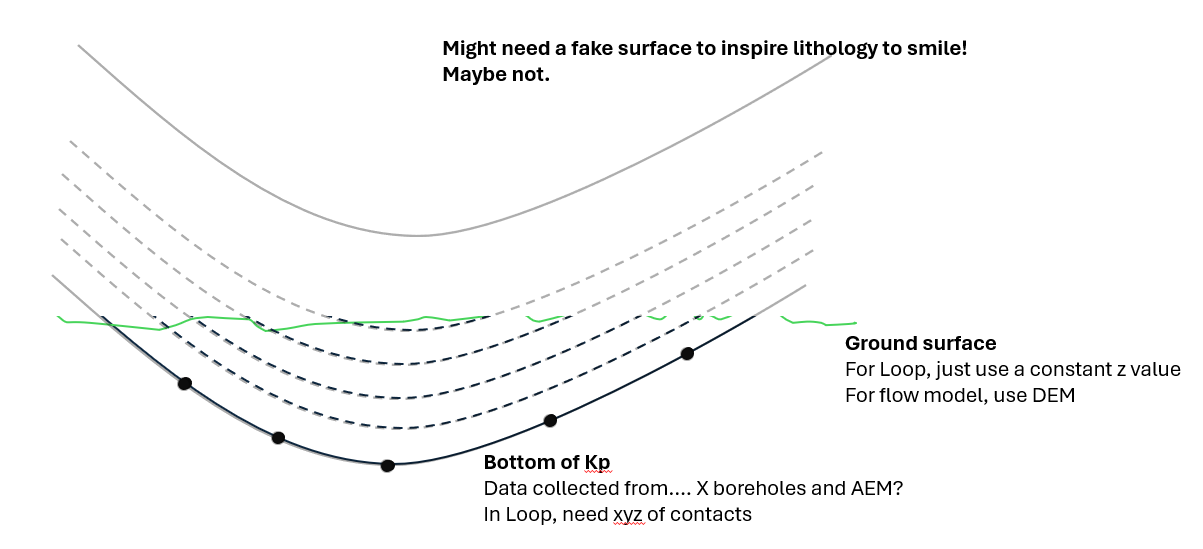 Might need a fake surface to inspire lithology to smile!
Maybe not.
Ground surface
For Loop, just use a constant z value
For flow model, use DEM
Bottom of Kp
Data collected from.... X boreholes and AEM?
In Loop, need xyz of contacts